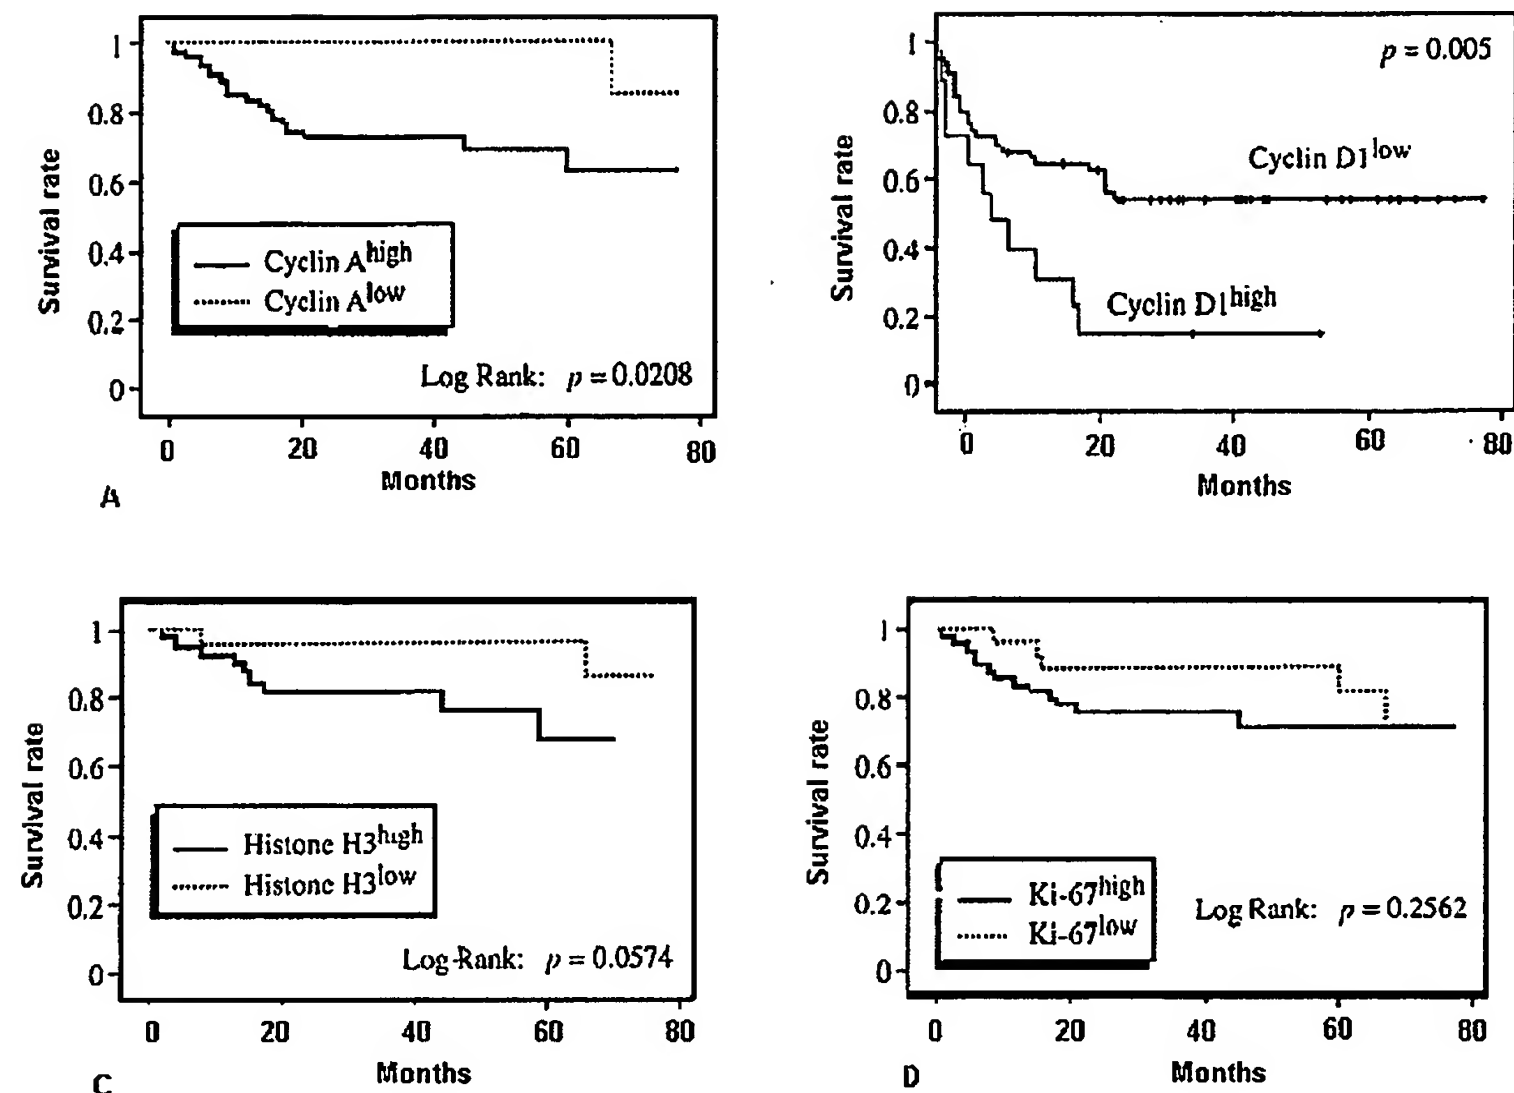 1
0.8
0.6
0.4
0.2
0
Survival rate
Cyclin A^high
Cyclin A^low
Log Rank: p = 0.0208
0 20 40 60 80
Months
A
p = 0.005
1
0.8
0.6
0.4
0.2
0
Survival rate
Cyclin D1^low
Cyclin D1^high
0 20 40 60 80
Months
1
0.8
0.6
0.4
0.2
0
Survival rate
Histone H3^high
Histone H3^low
Log-Rank: p = 0.0574
0 20 40 60 80
Months
C
1
0.8
0.6
0.4
0.2
0
Survival rate
Ki-67^high
Ki-67^low
Log Rank: p = 0.2562
0 20 40 60 80
Months
D